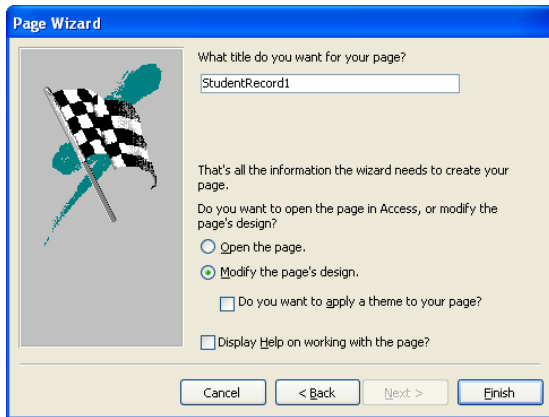 Page Wizard
What title do you want for your page?
StudentRecord1
That's all the information the wizard needs to create your
page.
Do you want to open the page in Access, or modify the
page's design?
Open the page.
Modify the page's design.
Do you want to apply a theme to your page?
Display Help on working with the page?
Cancel
< Back
Next >
Finish